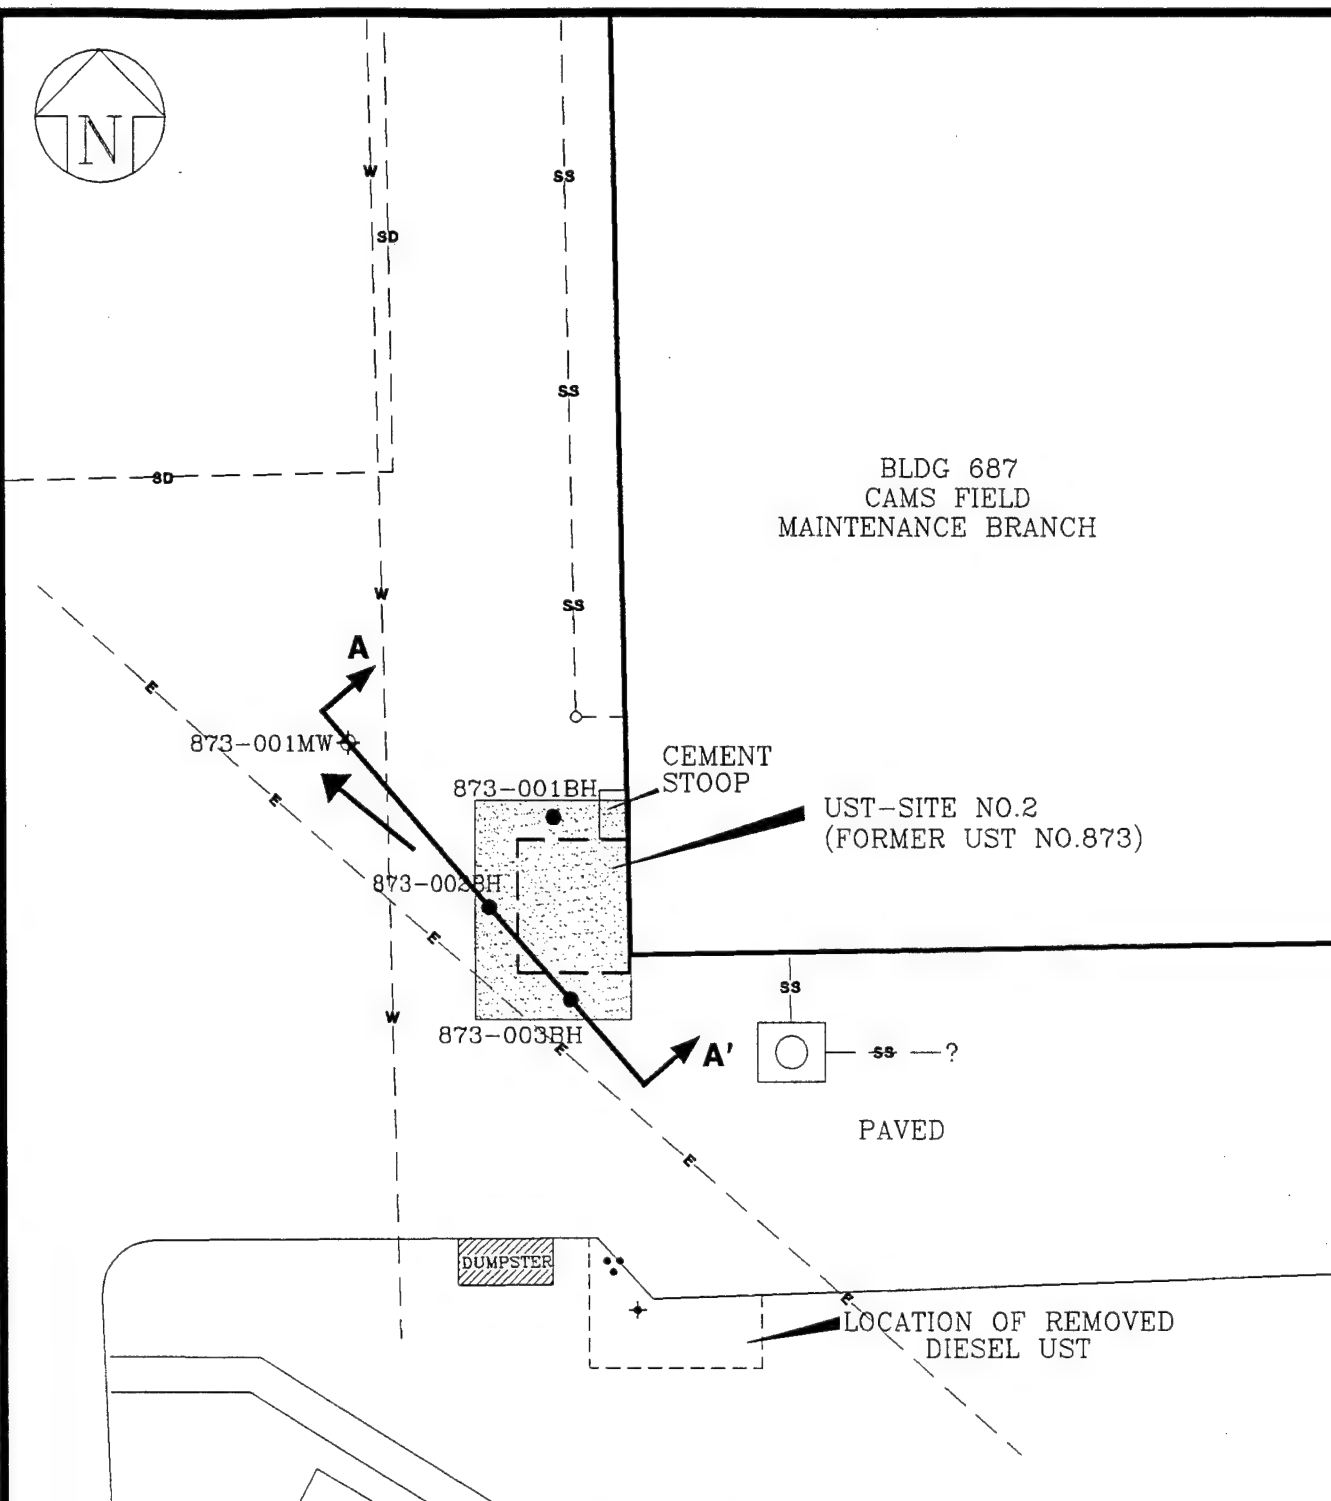 N
W
SS
SD
SS
SD
BLDG 687
CAMS FIELD
MAINTENANCE BRANCH
W
SS
A
E
873-001MW
CEMENT
STOOP
873-001BH
E
UST-SITE NO.2
(FORMER UST NO.873)
873-002BH
E
SS
W
873-003BH
E
A'
SS
?
PAVED
E
DUMPSTER
E
LOCATION OF REMOVED
DIESEL UST